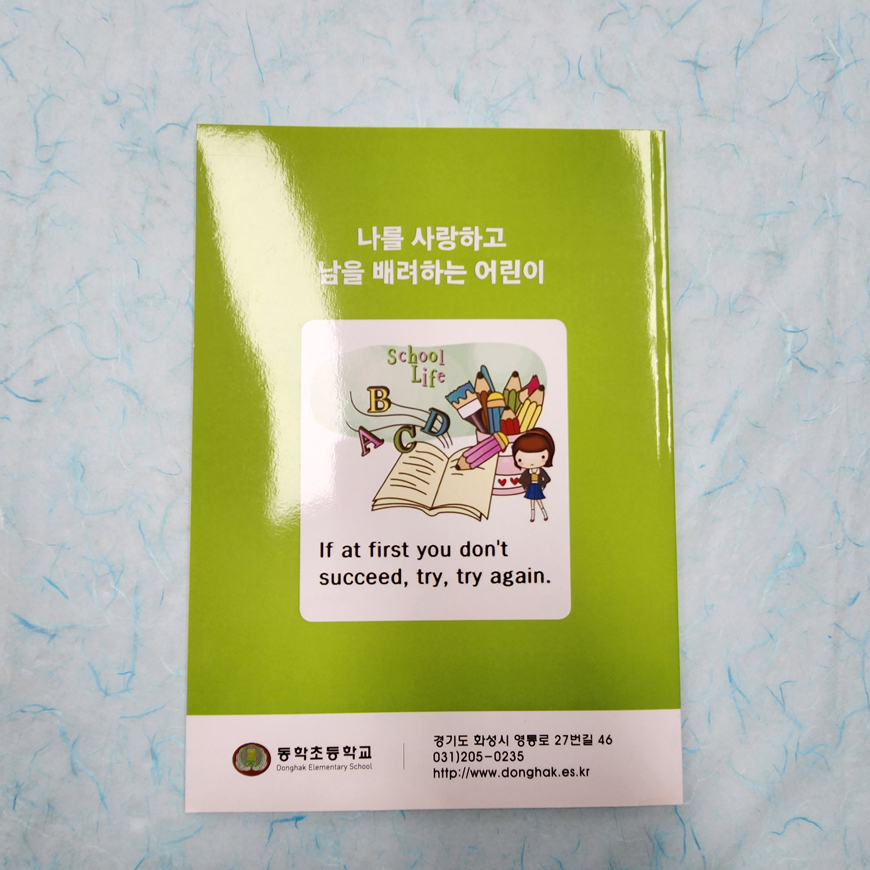 나를 사랑하고
남을 배려하는 어린이
School
Life
B
A C D
If at first you don't
succeed, try, try again.
동학초등학교
Donghak Elementary School
경기도 화성시 영통로 27번길 46
031)205-0235
http://www.donghak.es.kr